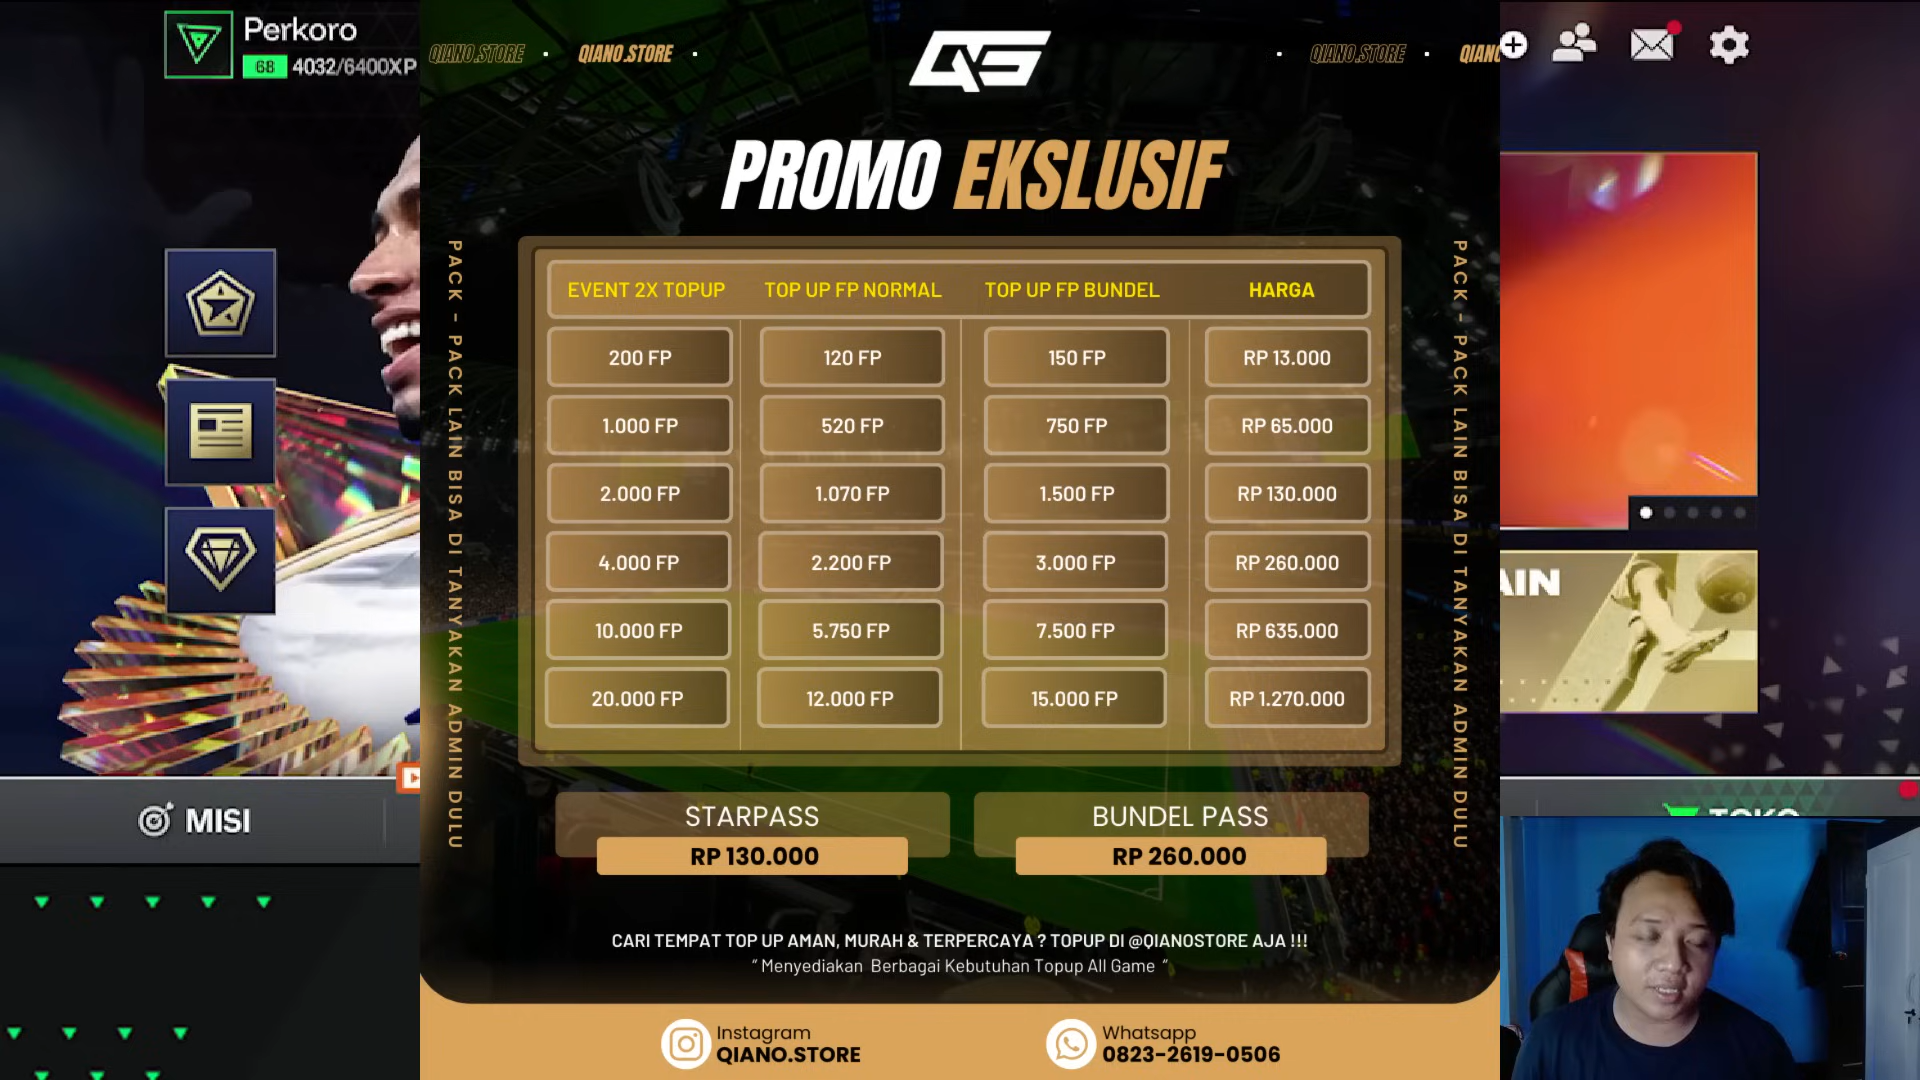 Perkoro
68 4032/6400XP
QIANO.STORE · QIANO.STORE ·
QS
· QIANO.STORE · QIANO
PROMO EKSLUSIF
PACK - PACK LAIN BISA DI TANYAKAN ADMIN DULU
EVENT 2X TOPUP TOP UP FP NORMAL TOP UP FP BUNDEL HARGA
200 FP 120 FP 150 FP RP 13.000
1.000 FP 520 FP 750 FP RP 65.000
2.000 FP 1.070 FP 1.500 FP RP 130.000
4.000 FP 2.200 FP 3.000 FP RP 260.000
10.000 FP 5.750 FP 7.500 FP RP 635.000
20.000 FP 12.000 FP 15.000 FP RP 1.270.000
PACK - PACK LAIN BISA DI TANYAKAN ADMIN DULU
AIN
MISI
STARPASS
RP 130.000
BUNDEL PASS
RP 260.000
TOKO
CARI TEMPAT TOP UP AMAN, MURAH & TERPERCAYA ? TOPUP DI @QIANOSTORE AJA !!!
“ Menyediakan Berbagai Kebutuhan Topup All Game “
Instagram
QIANO.STORE
Whatsapp
0823-2619-0506